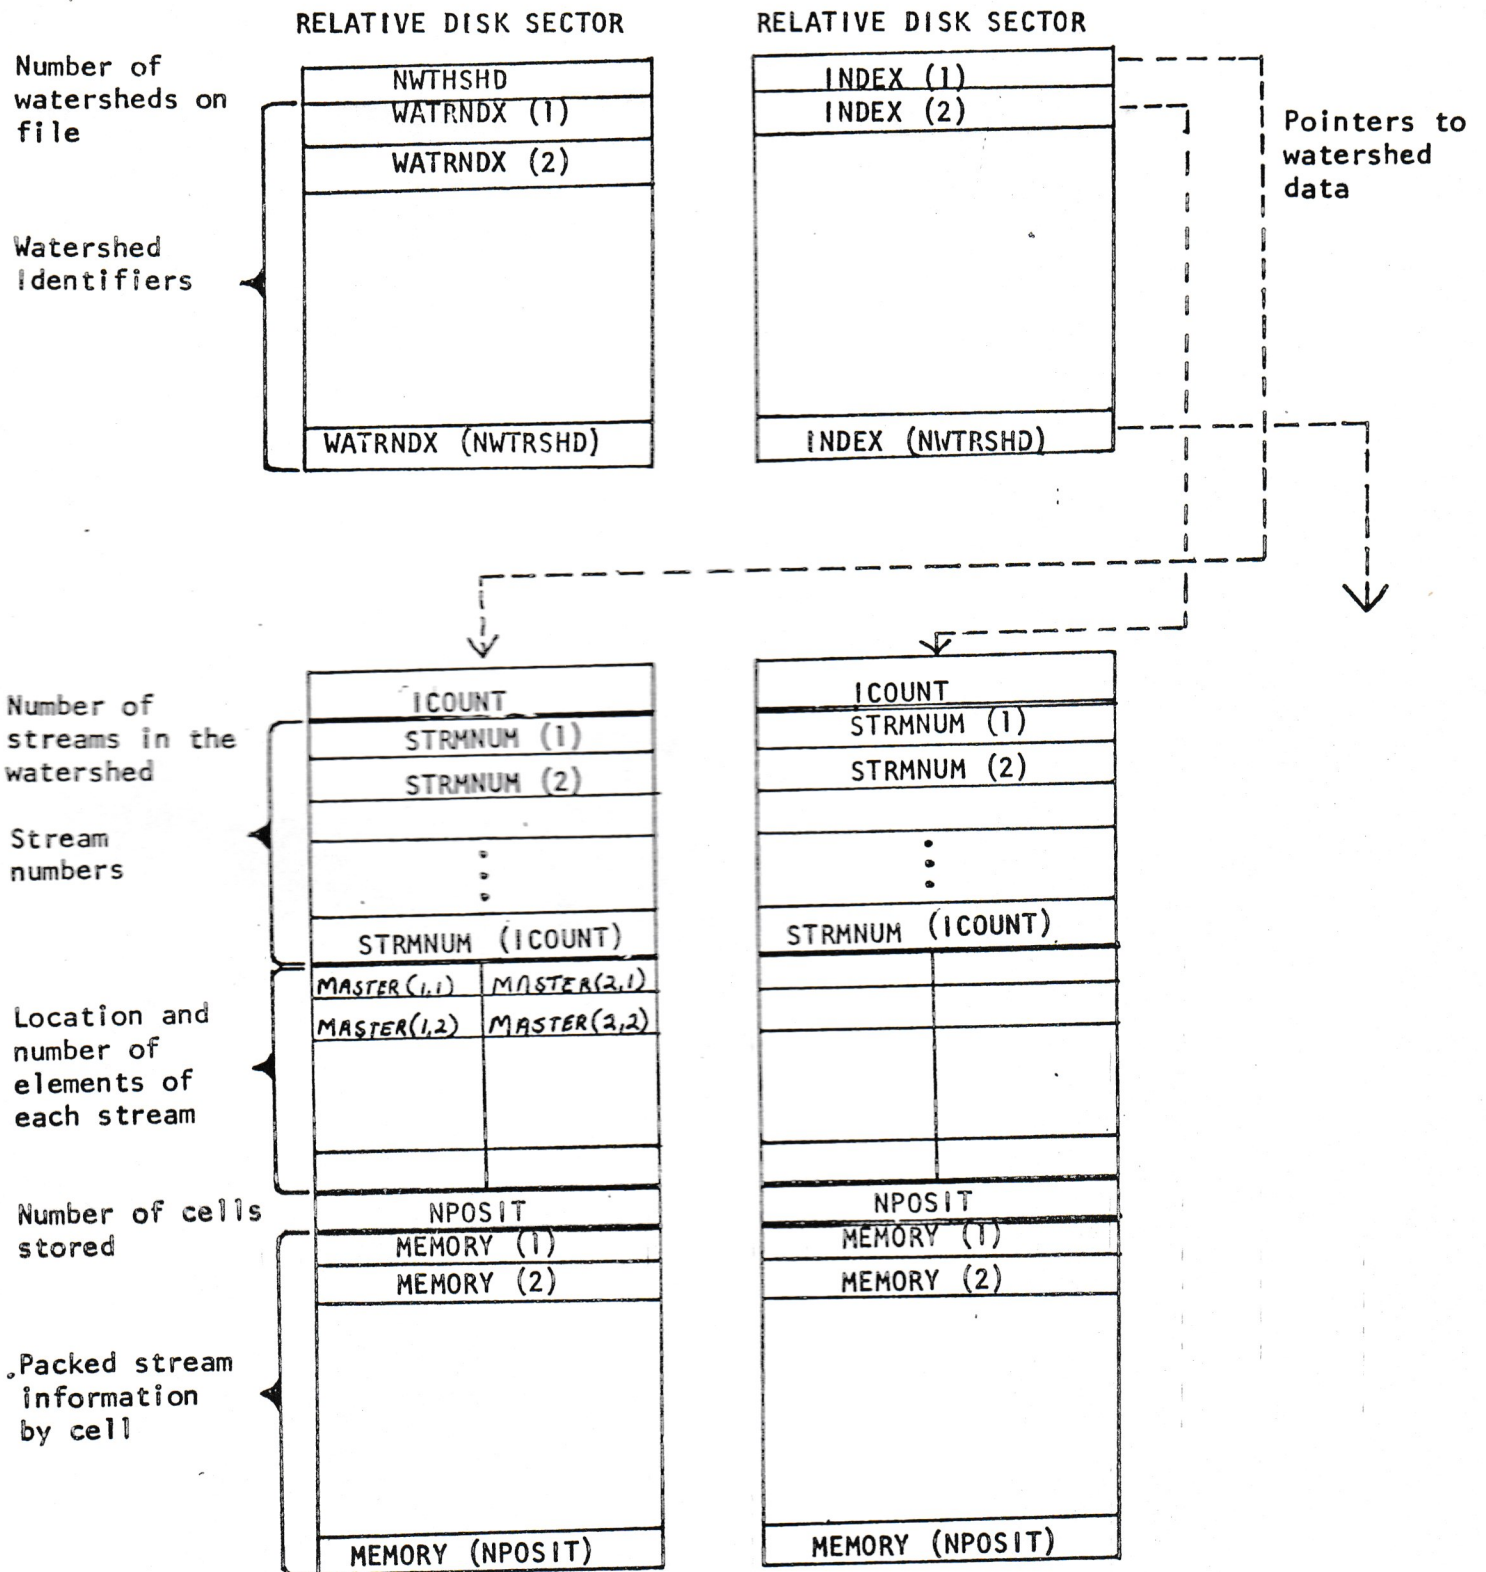 RELATIVE DISK SECTOR
RELATIVE DISK SECTOR
Number of
watersheds on
file
NWTHSHD
WATRNDX (1)
WATRNDX (2)
Watershed
Identifiers
WATRNDX (NWTRSHD)
INDEX (1)
INDEX (2)
INDEX (NWTRSHD)
Pointers to
watershed
data
Number of
streams in the
watershed
Stream
numbers
Location and
number of
elements of
each stream
Number of cells
stored
Packed stream
information
by cell
ICOUNT
STRMNUM (1)
STRMNUM (2)
STRMNUM (ICOUNT)
MASTER(1,1) MASTER(2,1)
MASTER(1,2) MASTER(2,2)
NPOSIT
MEMORY (1)
MEMORY (2)
MEMORY (NPOSIT)
ICOUNT
STRMNUM (1)
STRMNUM (2)
STRMNUM (ICOUNT)
NPOSIT
MEMORY (1)
MEMORY (2)
MEMORY (NPOSIT)